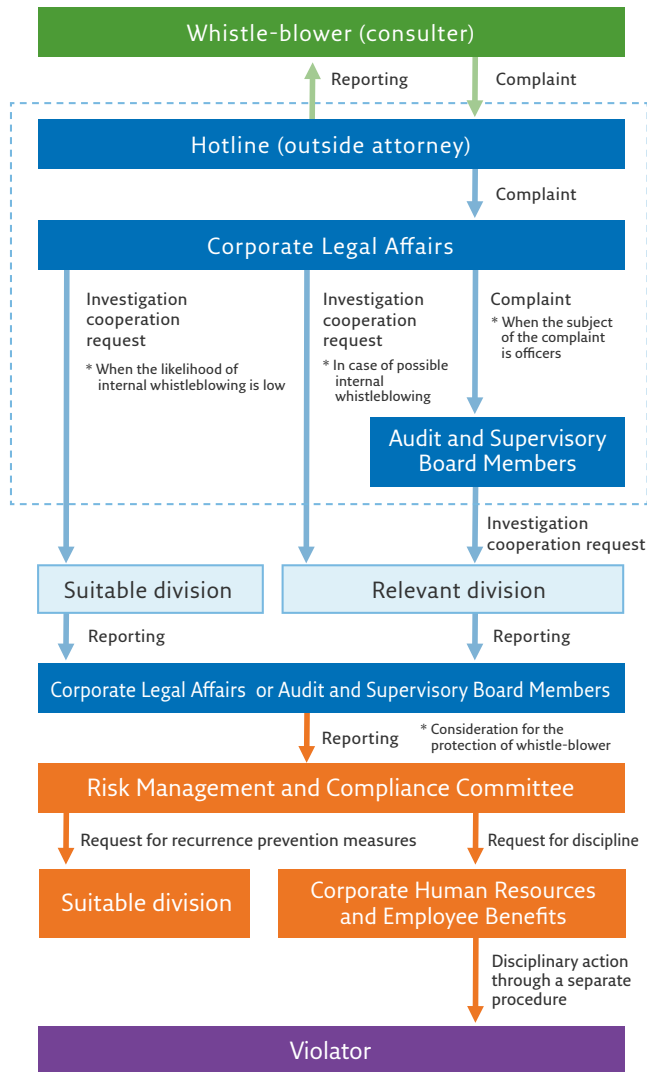 Whistle-blower (consulter)
Reporting
Complaint
Hotline (outside attorney)
Complaint
Corporate Legal Affairs
Investigation
cooperation
request
* When the likelihood of
internal whistleblowing is low
Investigation
cooperation
request
* In case of possible
internal
whistleblowing
Complaint
* When the subject
of the complaint
is officers
Audit and Supervisory
Board Members
Investigation
cooperation request
Suitable division
Relevant division
Reporting
Reporting
Corporate Legal Affairs or Audit and Supervisory Board Members
Reporting
* Consideration for the
protection of whistle-blower
Risk Management and Compliance Committee
Request for recurrence prevention measures
Request for discipline
Suitable division
Corporate Human Resources
and Employee Benefits
Disciplinary action
through a separate
procedure
Violator